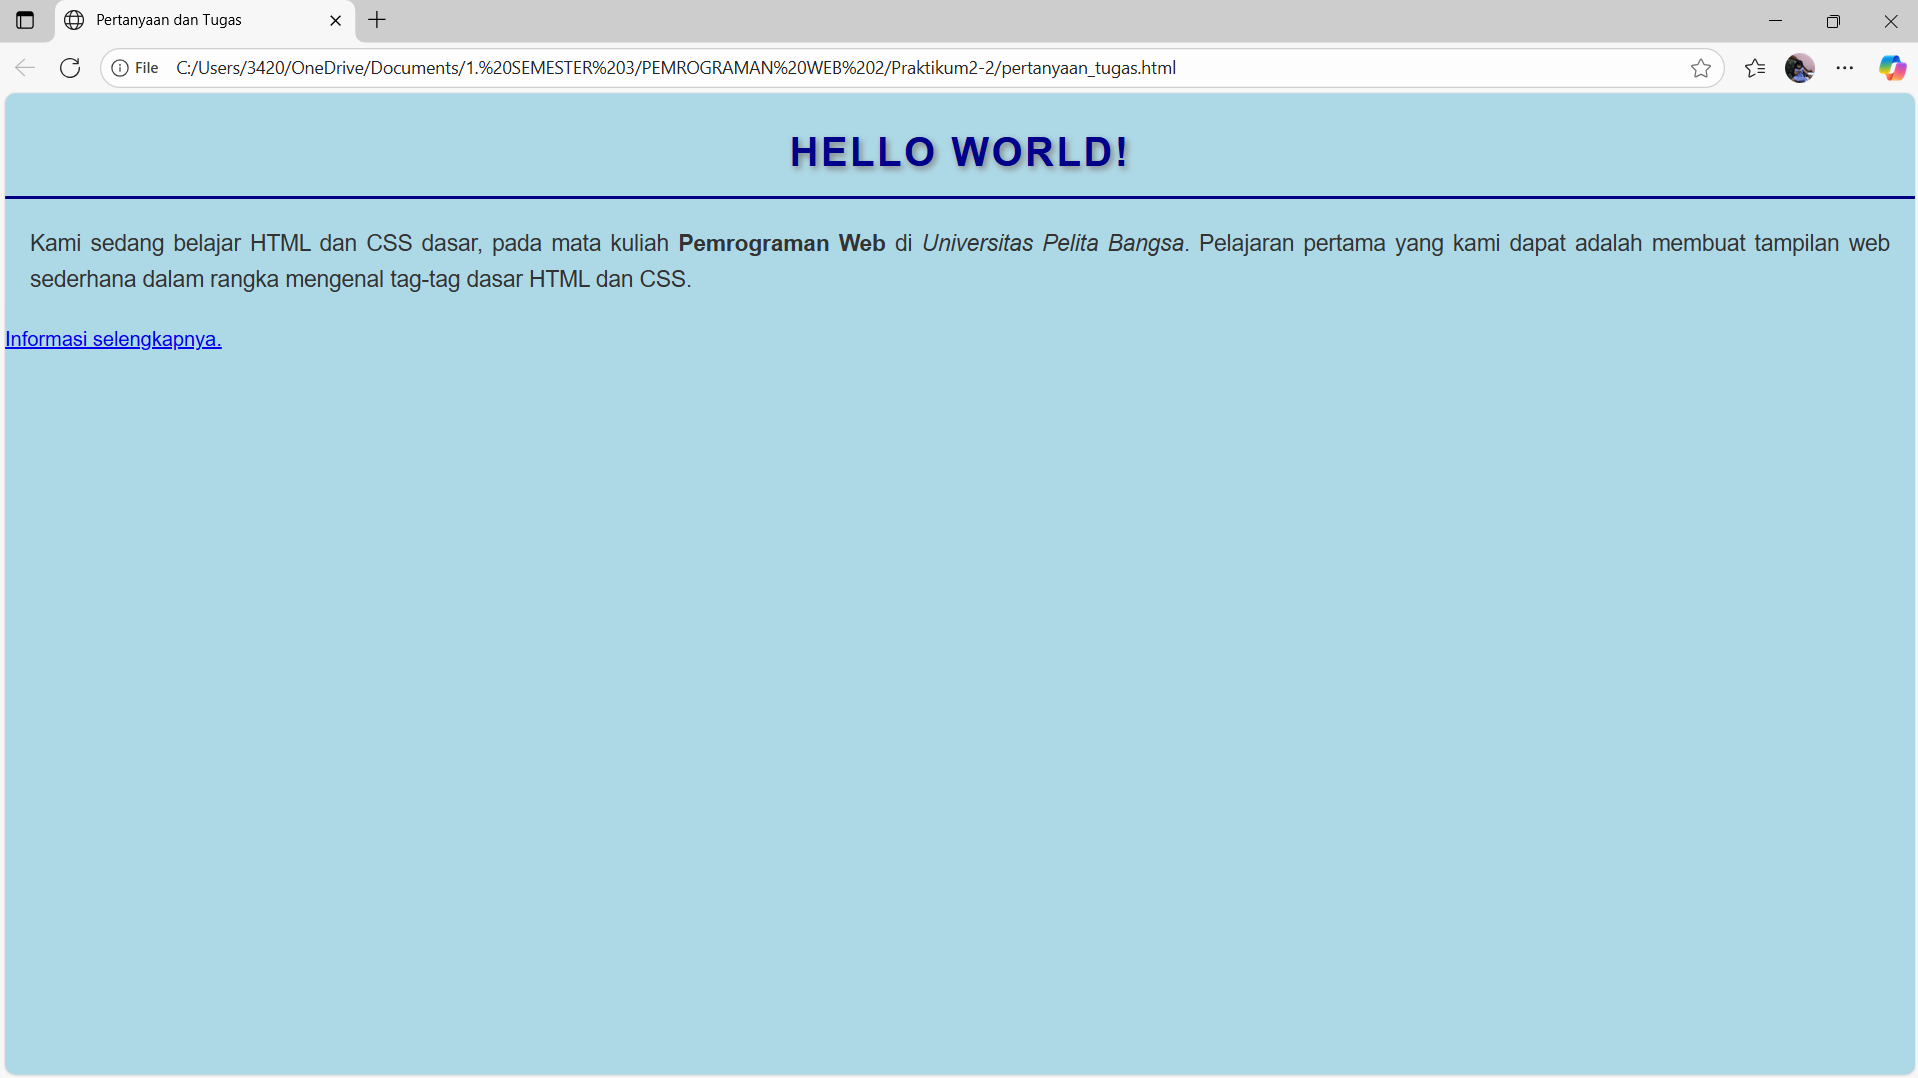 Pertanyaan dan Tugas
File C:/Users/3420/OneDrive/Documents/1.%20SEMESTER%203/PEMROGRAMAN%20WEB%202/Praktikum2-2/pertanyaan_tugas.html
HELLO WORLD!
Kami sedang belajar HTML dan CSS dasar, pada mata kuliah Pemrograman Web di Universitas Pelita Bangsa. Pelajaran pertama yang kami dapat adalah membuat tampilan web
sederhana dalam rangka mengenal tag-tag dasar HTML dan CSS.
Informasi selengkapnya.